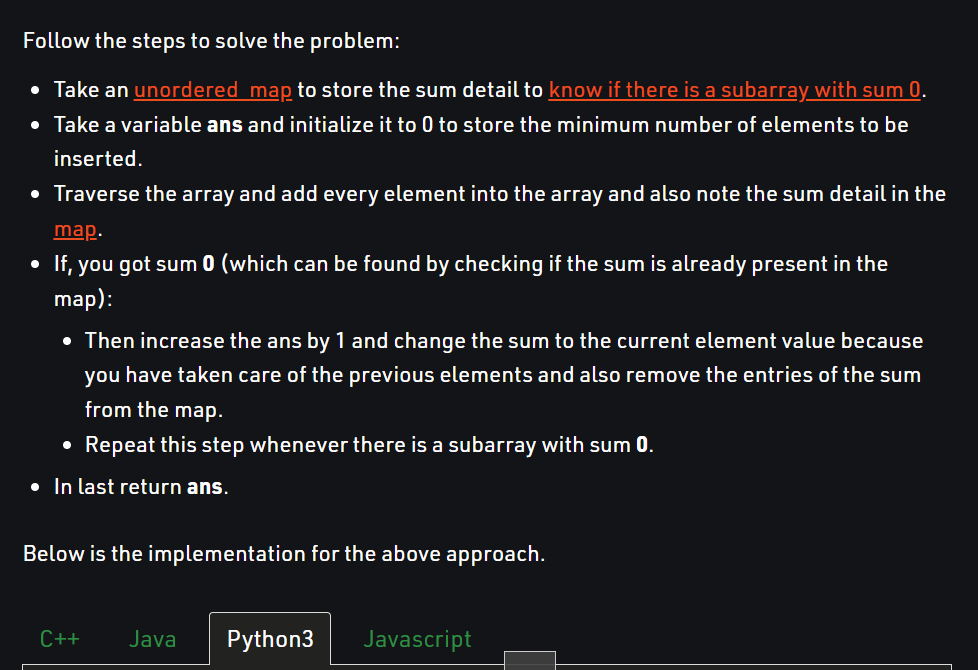 Follow the steps to solve the problem:
Take an unordered_map to store the sum detail to know if there is a subarray with sum 0.
Take a variable ans and initialize it to 0 to store the minimum number of elements to be
inserted.
Traverse the array and add every element into the array and also note the sum detail in the
map.
If, you got sum 0 (which can be found by checking if the sum is already present in the
map):
Then increase the ans by 1 and change the sum to the current element value because
you have taken care of the previous elements and also remove the entries of the sum
from the map.
Repeat this step whenever there is a subarray with sum 0.
In last return ans.
Below is the implementation for the above approach.
C++ Java Python3 Javascript